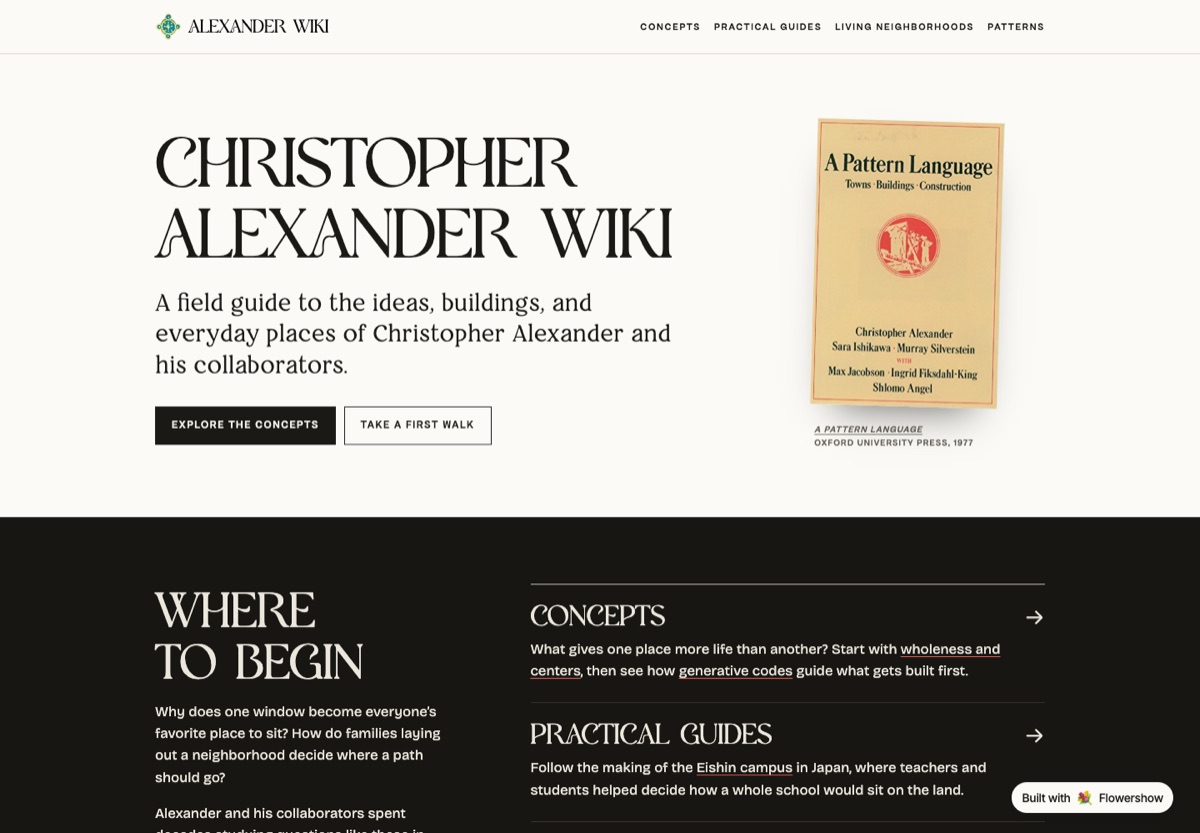 ALEXANDER WIKI
CONCEPTS PRACTICAL GUIDES LIVING NEIGHBORHOODS PATTERNS
CHRISTOPHER
ALEXANDER WIKI
A field guide to the ideas, buildings, and
everyday places of Christopher Alexander and
his collaborators.
EXPLORE THE CONCEPTS
TAKE A FIRST WALK
A Pattern Language
Towns · Buildings · Construction
Christopher Alexander
Sara Ishikawa · Murray Silverstein
WITH
Max Jacobson · Ingrid Fiksdahl-King
Shlomo Angel
A PATTERN LANGUAGE
OXFORD UNIVERSITY PRESS, 1977
WHERE
TO BEGIN
Why does one window become everyone's
favorite place to sit? How do families laying
out a neighborhood decide where a path
should go?
Alexander and his collaborators spent
CONCEPTS
What gives one place more life than another? Start with wholeness and
centers, then see how generative codes guide what gets built first.
PRACTICAL GUIDES
Follow the making of the Eishin campus in Japan, where teachers and
students helped decide how a whole school would sit on the land.
Built with Flowershow